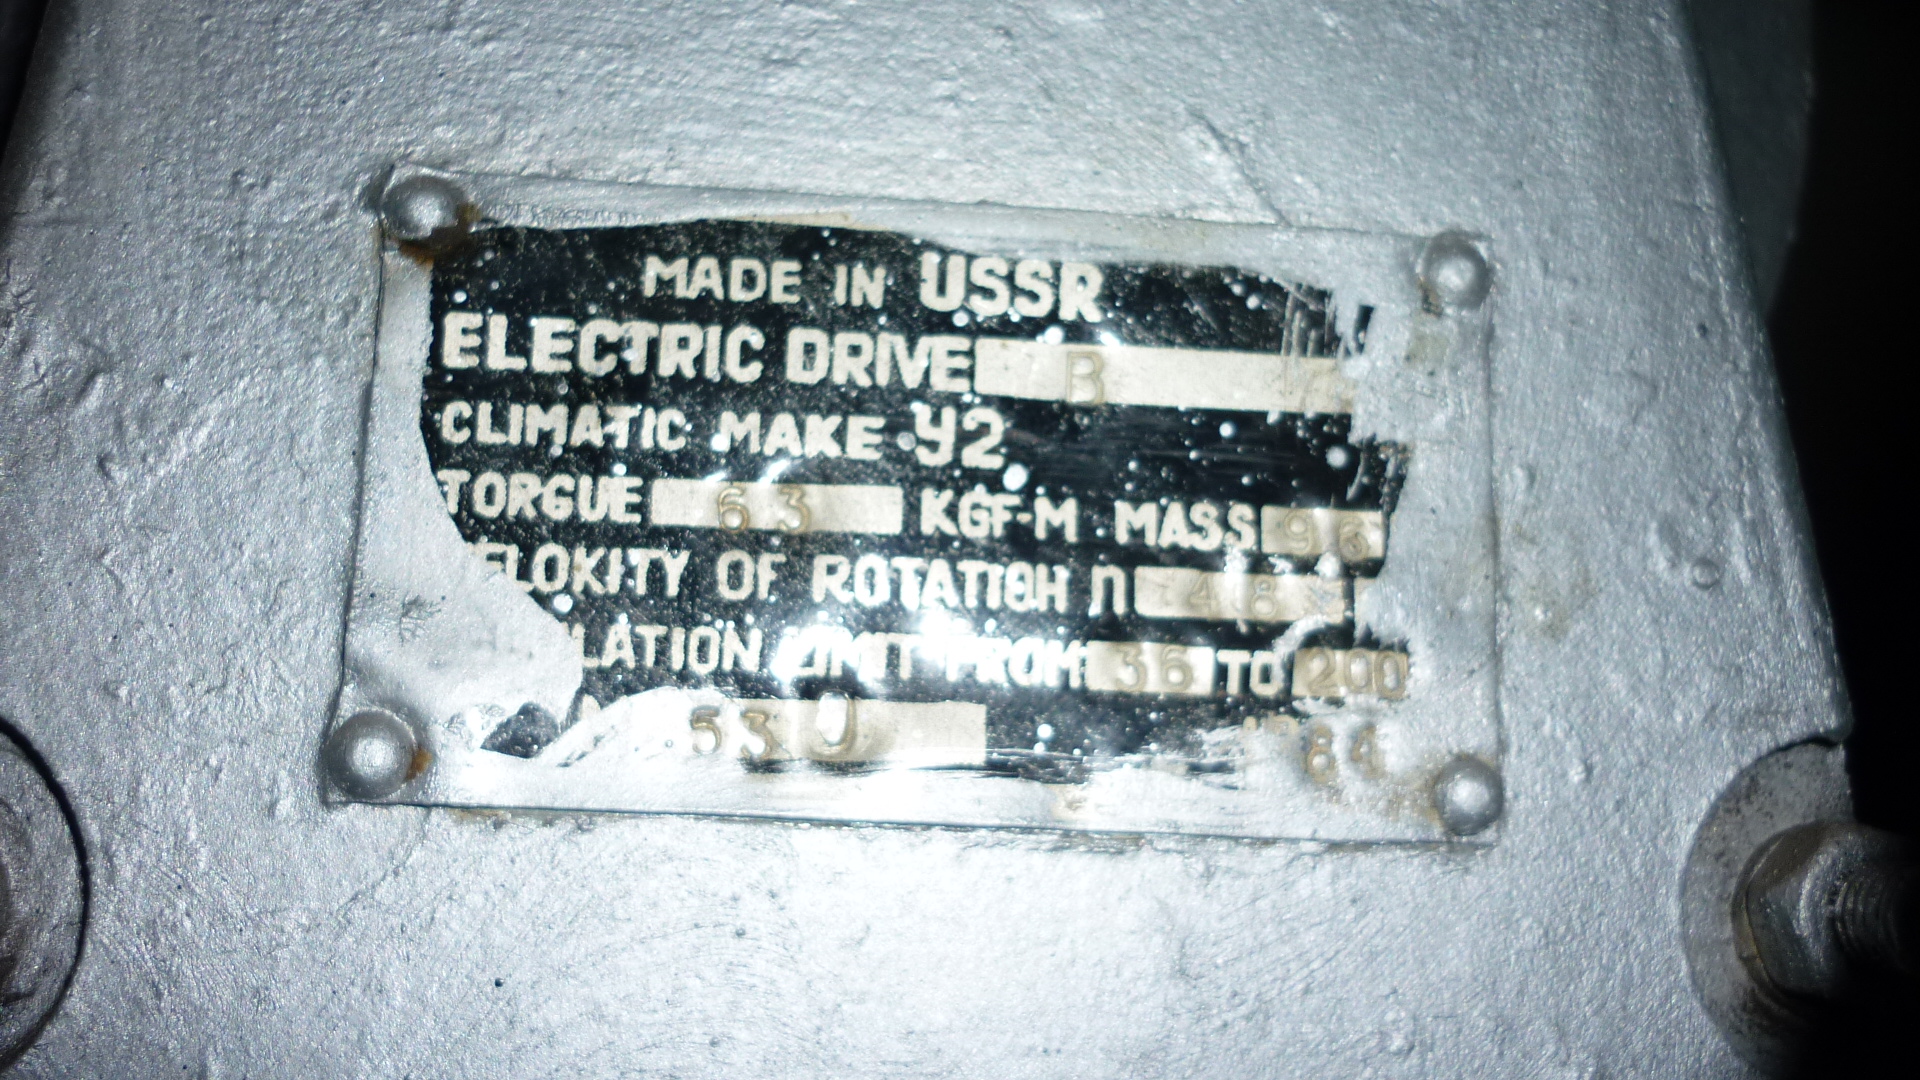 MADE IN USSR
ELECTRIC DRIVE B
CLIMATIC MAKE У2
TORGUE 63 KGF-M MASS 96
ELOKITY OF ROTATIOH П 48
LATION LIMIT FROM 36 TO 200
530 84